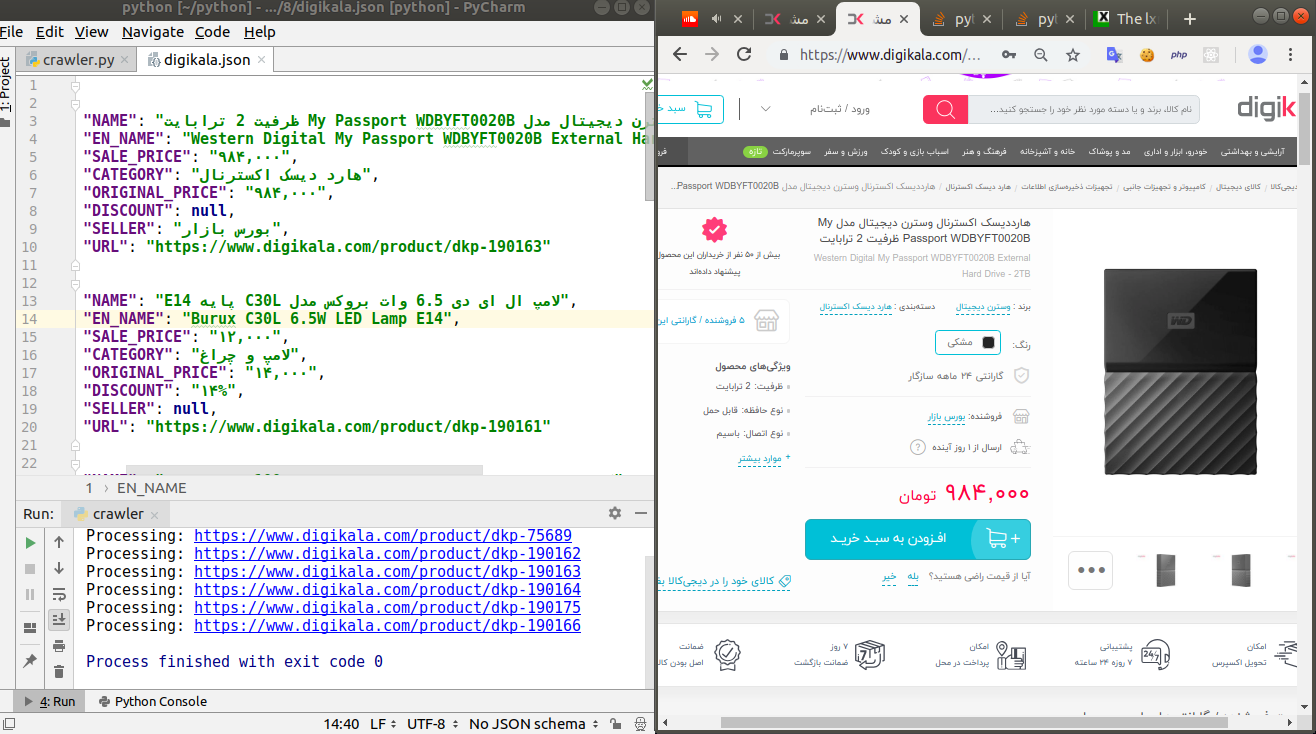 python [~/python] - .../8/digikala.json [python] - PyCharm
File Edit View Navigate Code Help
crawler.py
digikala.json
1: Project
1
2
3 "NAME": "ظرفیت 2 ترابایت My Passport WDBYFT0020B ترن دیجیتال مدل
4 "EN_NAME": "Western Digital My Passport WDBYFT0020B External Har
5 "SALE_PRICE": "۹۸۴,۰۰۰",
6 "CATEGORY": "هارد دیسک اکسترنال",
7 "ORIGINAL_PRICE": "۹۸۴,۰۰۰",
8 "DISCOUNT": null,
9 "SELLER": "بورس بازار",
10 "URL": "https://www.digikala.com/product/dkp-190163"
11
12
13 "NAME": "لامپ ال ای دی 6.5 وات بروکس مدل C30L پایه E14",
14 "EN_NAME": "Burux C30L 6.5W LED Lamp E14",
15 "SALE_PRICE": "۱۲,۰۰۰",
16 "CATEGORY": "لامپ و چراغ",
17 "ORIGINAL_PRICE": "۱۴,۰۰۰",
18 "DISCOUNT": "۱۴%",
19 "SELLER": null,
20 "URL": "https://www.digikala.com/product/dkp-190161"
21
22
1 › EN_NAME
Run: crawler
Processing: https://www.digikala.com/product/dkp-75689
Processing: https://www.digikala.com/product/dkp-190162
Processing: https://www.digikala.com/product/dkp-190163
Processing: https://www.digikala.com/product/dkp-190164
Processing: https://www.digikala.com/product/dkp-190175
Processing: https://www.digikala.com/product/dkp-190166
Process finished with exit code 0
4: Run Python Console
14:40 LF UTF-8 No JSON schema
مش
مش
pyt
pyt
The lx
https://www.digikala.com/...
php
digik
نام کالا، برند و یا دسته مورد نظر خود را جستجو کنید...
ورود / ثبت‌نام
سبد خ
آرایشی و بهداشتی خودرو، ابزار و اداری مد و پوشاک خانه و آشپزخانه فرهنگ و هنر اسباب بازی و کودک ورزش و سفر سوپرمارکت تازه
دیجی‌کالا / کالای دیجیتال / کامپیوتر و تجهیزات جانبی / تجهیزات ذخیره‌سازی اطلاعات / هارد دیسک اکسترنال / هارددیسک اکسترنال وسترن دیجیتال مدل Passport WDBYFT0020B...
هارددیسک اکسترنال وسترن دیجیتال مدل My
Passport WDBYFT0020B ظرفیت 2 ترابایت
Western Digital My Passport WDBYFT0020B External
Hard Drive - 2TB
برند : وسترن دیجیتال دسته‌بندی : هارد دیسک اکسترنال
رنگ: مشکی
گارانتی ۲۴ ماهه سازگار
فروشنده: بورس بازار
ارسال از ۱ روز آینده
?
۹۸۴,۰۰۰ تومان
افزودن به سبد خرید
آیا از قیمت راضی هستید؟ بله خیر
بیش از ۵۰ نفر از خریداران این محصول
پیشنهاد داده‌اند
۵ فروشنده / گارانتی این
ویژگی‌های محصول
ظرفیت: 2 ترابایت
نوع حافظه: قابل حمل
نوع اتصال: باسیم
+ موارد بیشتر
کالای خود را در دیجی‌کالا بف
WD
امکان
تحویل اکسپرس
پشتیبانی
۷ روزه ۲۴ ساعته
24/7
امکان
پرداخت در محل
۷ روز
ضمانت بازگشت
7
ضمانت
اصل بودن کالا